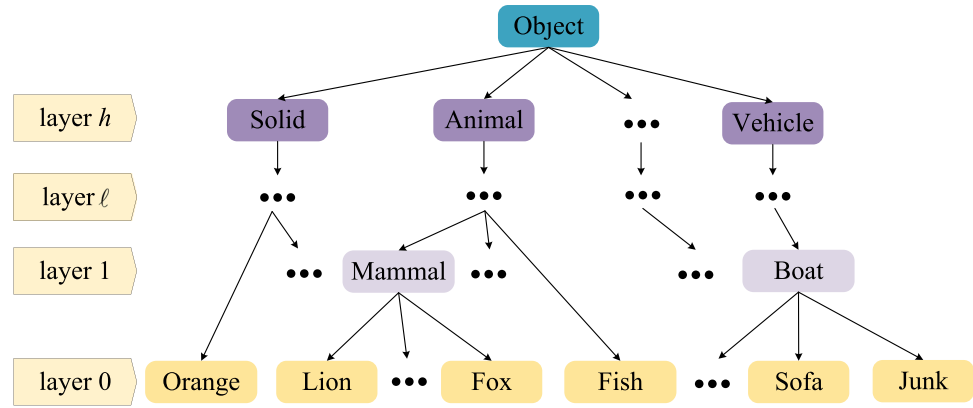 Object
layer h
Solid
Animal
•••
Vehicle
layer ℓ
•••
•••
•••
•••
layer 1
•••
Mammal
•••
•••
Boat
layer 0
Orange
Lion
•••
Fox
Fish
•••
Sofa
Junk